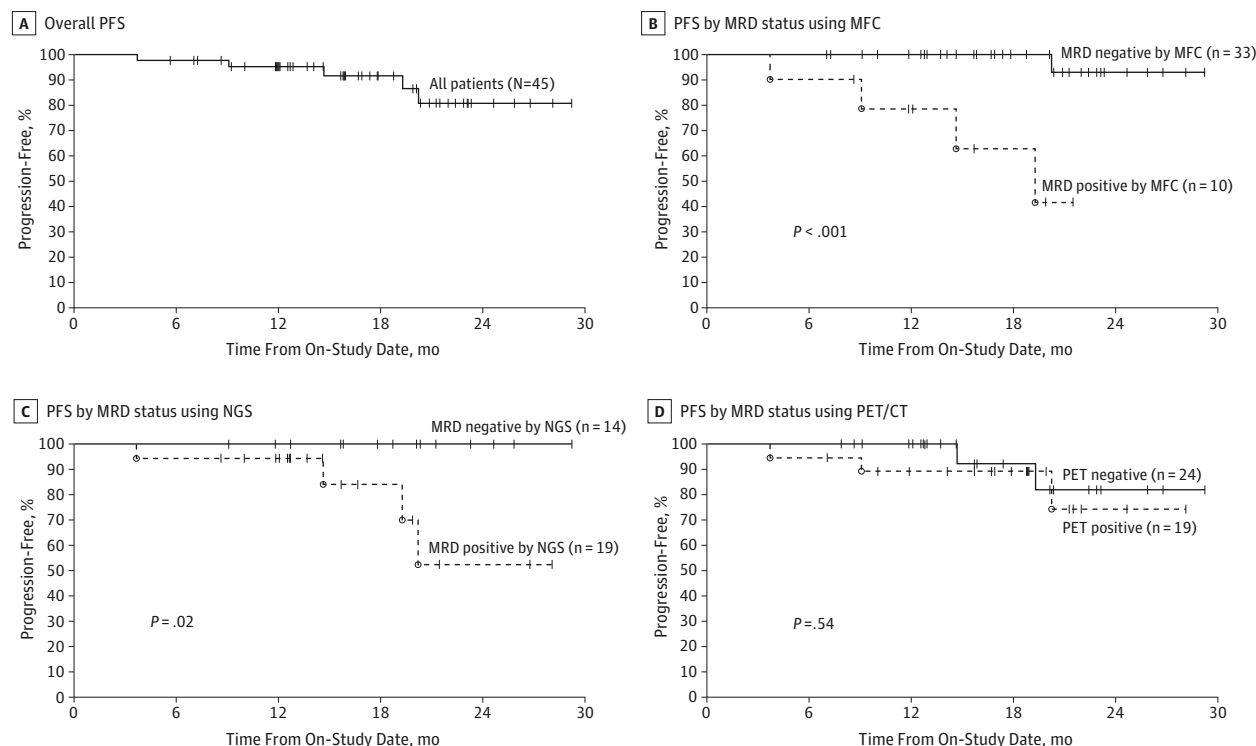 A Overall PFS
100
90
80
70
60
50
40
30
20
10
0
Progression-Free, %
All patients (N=45)
0 6 12 18 24 30
Time From On-Study Date, mo
B PFS by MRD status using MFC
100
90
80
70
60
50
40
30
20
10
0
Progression-Free, %
MRD negative by MFC (n = 33)
MRD positive by MFC (n = 10)
P < .001
0 6 12 18 24 30
Time From On-Study Date, mo
C PFS by MRD status using NGS
100
90
80
70
60
50
40
30
20
10
0
Progression-Free, %
MRD negative by NGS (n = 14)
MRD positive by NGS (n = 19)
P = .02
0 6 12 18 24 30
Time From On-Study Date, mo
D PFS by MRD status using PET/CT
100
90
80
70
60
50
40
30
20
10
0
Progression-Free, %
PET negative (n = 24)
PET positive (n = 19)
P =.54
0 6 12 18 24 30
Time From On-Study Date, mo